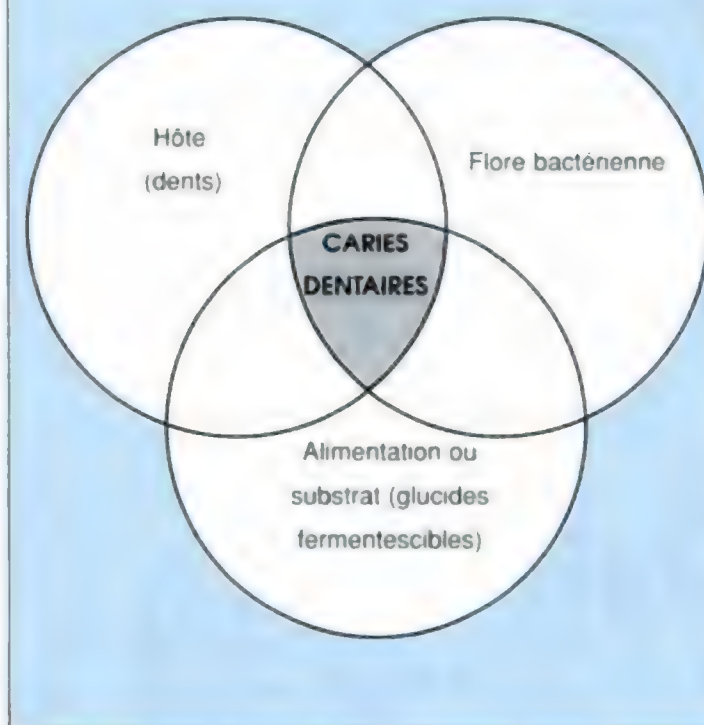 Hôte
(dents)
Flore bactérienne
CARIES
DENTAIRES
Alimentation ou
substrat (glucides
fermentescibles)